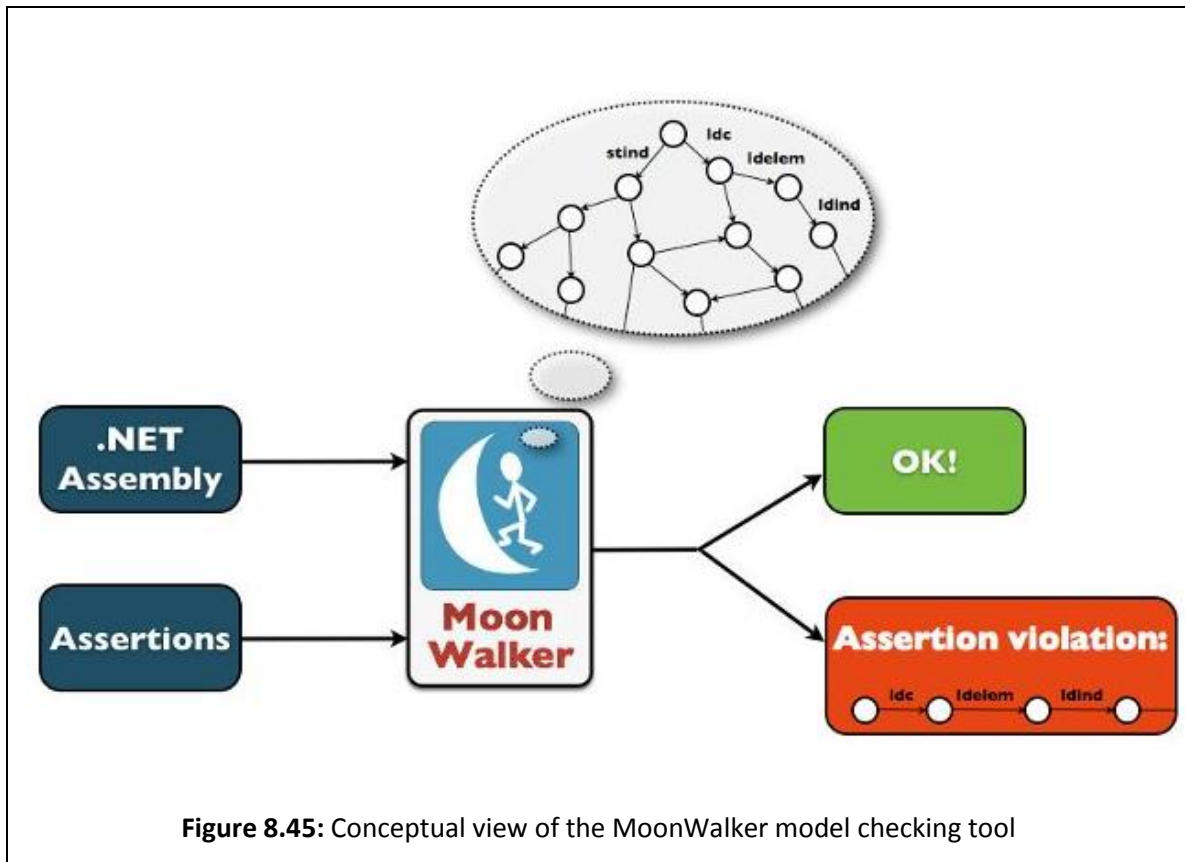 stind
ldc
ldelem
ldind
.NET
Assembly
Assertions
Moon
Walker
OK!
Assertion violation:
ldc ldelem ldind
Figure 8.45: Conceptual view of the MoonWalker model checking tool